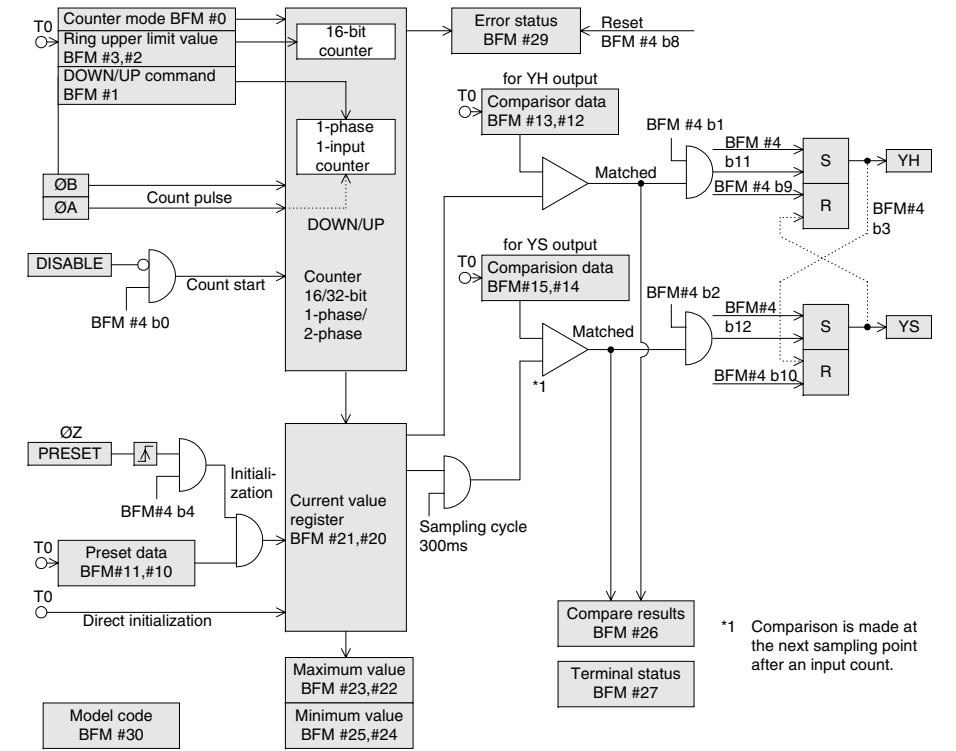 T0
Counter mode BFM #0
Ring upper limit value
BFM #3,#2
DOWN/UP command
BFM #1
16-bit
counter
1-phase
1-input
counter
Error status
BFM #29
Reset
BFM #4 b8
ØB
ØA
Count pulse
DOWN/UP
DISABLE
BFM #4 b0
Count start
Counter
16/32-bit
1-phase/
2-phase
for YH output
T0
Comparisor data
BFM #13,#12
Matched
BFM #4 b1
BFM #4
b11
BFM #4 b9
S
R
YH
BFM#4
b3
for YS output
T0
Comparision data
BFM#15,#14
Matched
*1
BFM#4 b2
BFM#4
b12
BFM#4 b10
S
R
YS
ØZ
PRESET
BFM#4 b4
Initiali-
zation
T0
Preset data
BFM#11,#10
T0
Direct initialization
Current value
register
BFM #21,#20
Sampling cycle
300ms
Maximum value
BFM #23,#22
Minimum value
BFM #25,#24
Model code
BFM #30
Compare results
BFM #26
Terminal status
BFM #27
*1 Comparison is made at
the next sampling point
after an input count.